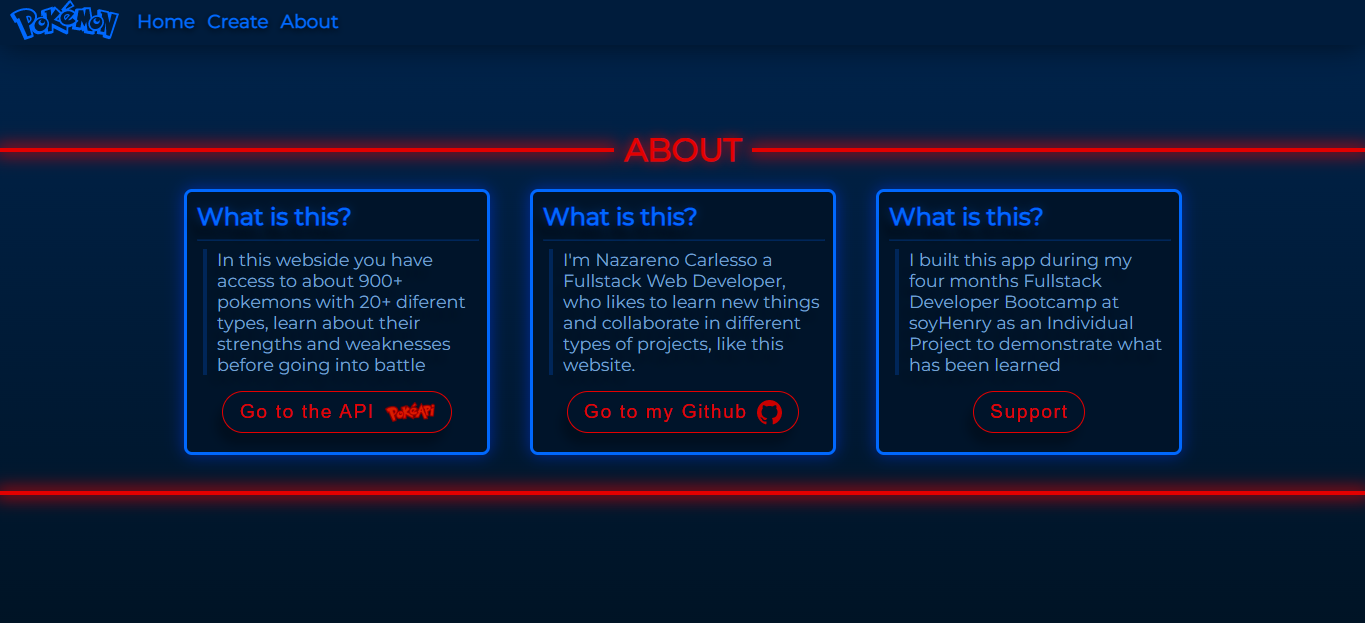 Pokémon Home Create About
ABOUT
What is this?
In this webside you have
access to about 900+
pokemons with 20+ diferent
types, learn about their
strengths and weaknesses
before going into battle
Go to the API PokéAPI
What is this?
I'm Nazareno Carlesso a
Fullstack Web Developer,
who likes to learn new things
and collaborate in different
types of projects, like this
website.
Go to my Github
What is this?
I built this app during my
four months Fullstack
Developer Bootcamp at
soyHenry as an Individual
Project to demonstrate what
has been learned
Support